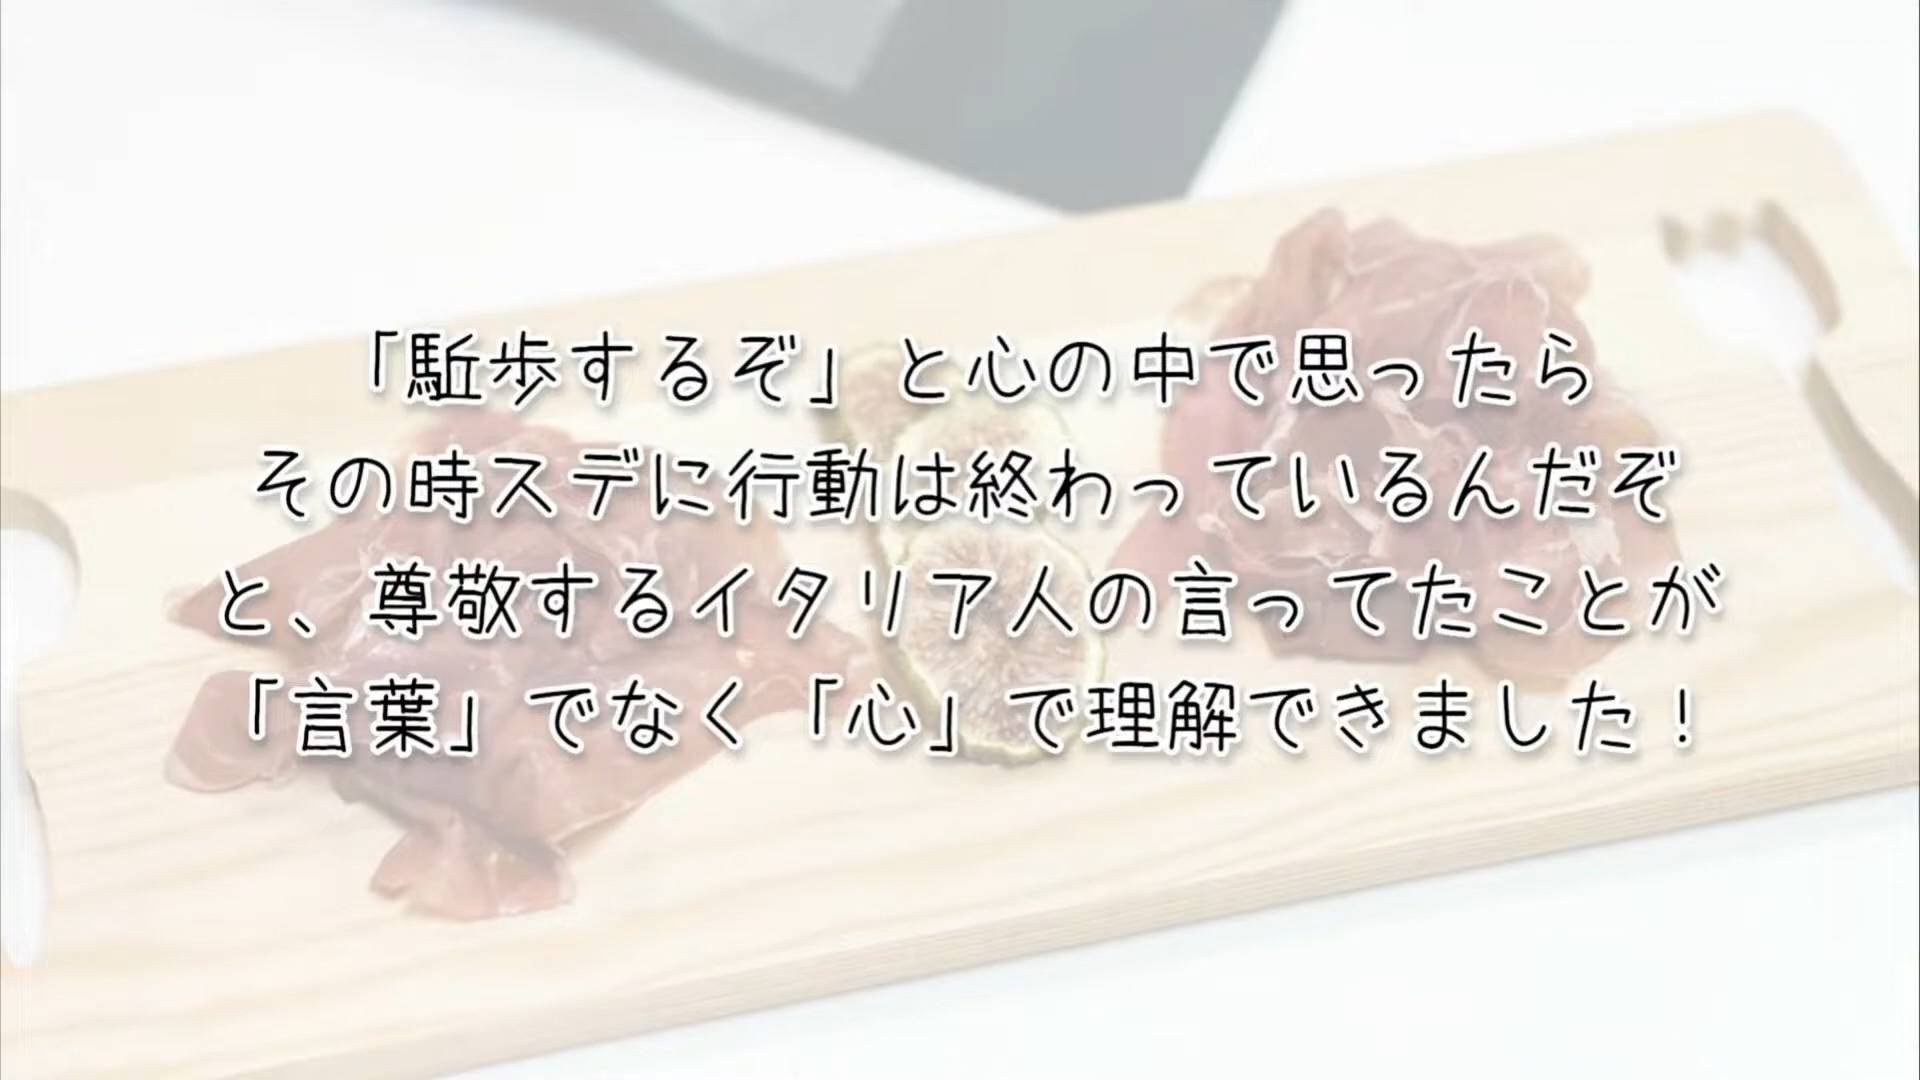 「駈歩するぞ」と心の中で思ったら
その時スデに行動は終わっているんだぞ
と、尊敬するイタリア人の言ってたことが
「言葉」でなく「心」で理解できました！